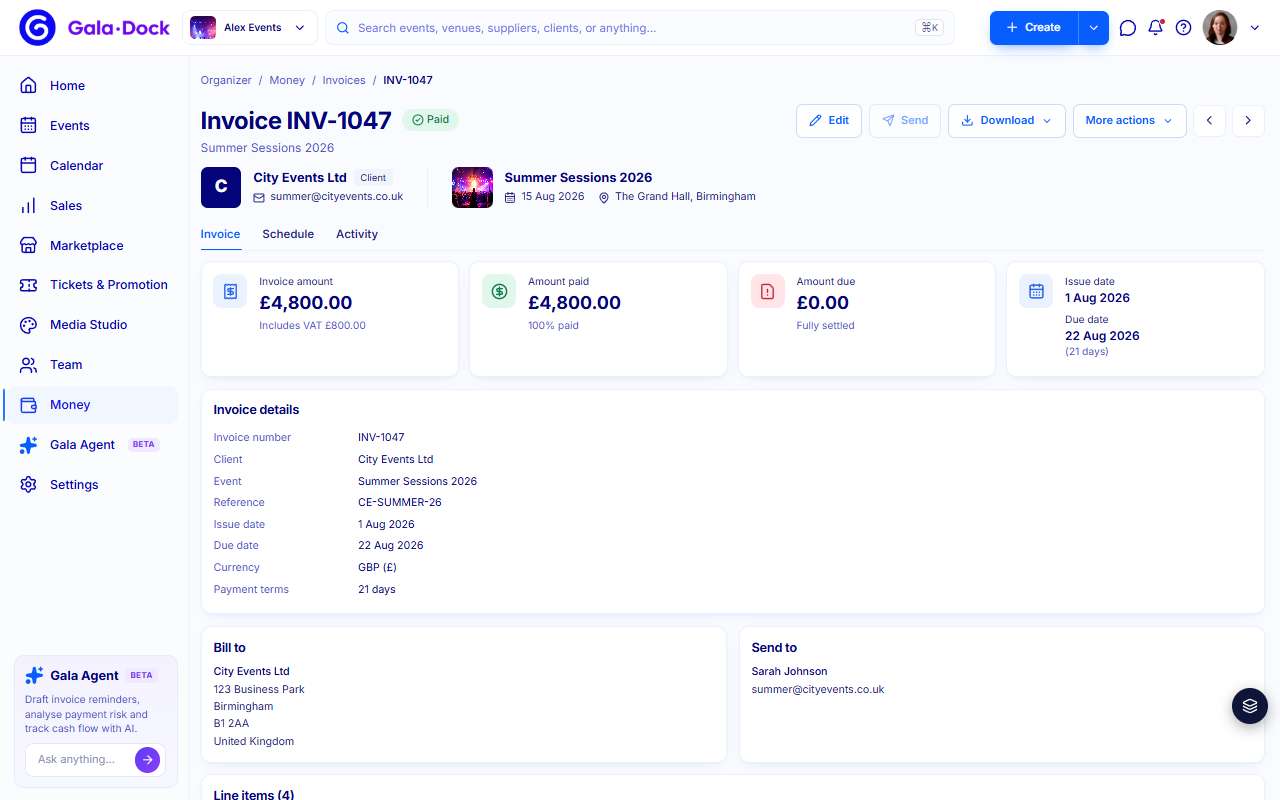 Gala·Dock
Alex Events
Search events, venues, suppliers, clients, or anything...
⌘K
+ Create
Home
Events
Calendar
Sales
Marketplace
Tickets & Promotion
Media Studio
Team
Money
Gala Agent BETA
Settings
Gala Agent BETA
Draft invoice reminders,
analyse payment risk and
track cash flow with AI.
Ask anything...
Organizer / Money / Invoices / INV-1047
Invoice INV-1047 Paid
Summer Sessions 2026
Edit
Send
Download
More actions
C
City Events Ltd Client
summer@cityevents.co.uk
Summer Sessions 2026
15 Aug 2026 The Grand Hall, Birmingham
Invoice Schedule Activity
Invoice amount
£4,800.00
Includes VAT £800.00
Amount paid
£4,800.00
100% paid
Amount due
£0.00
Fully settled
Issue date
1 Aug 2026
Due date
22 Aug 2026
(21 days)
Invoice details
Invoice number INV-1047
Client City Events Ltd
Event Summer Sessions 2026
Reference CE-SUMMER-26
Issue date 1 Aug 2026
Due date 22 Aug 2026
Currency GBP (£)
Payment terms 21 days
Bill to
City Events Ltd
123 Business Park
Birmingham
B1 2AA
United Kingdom
Send to
Sarah Johnson
summer@cityevents.co.uk
Line items (4)